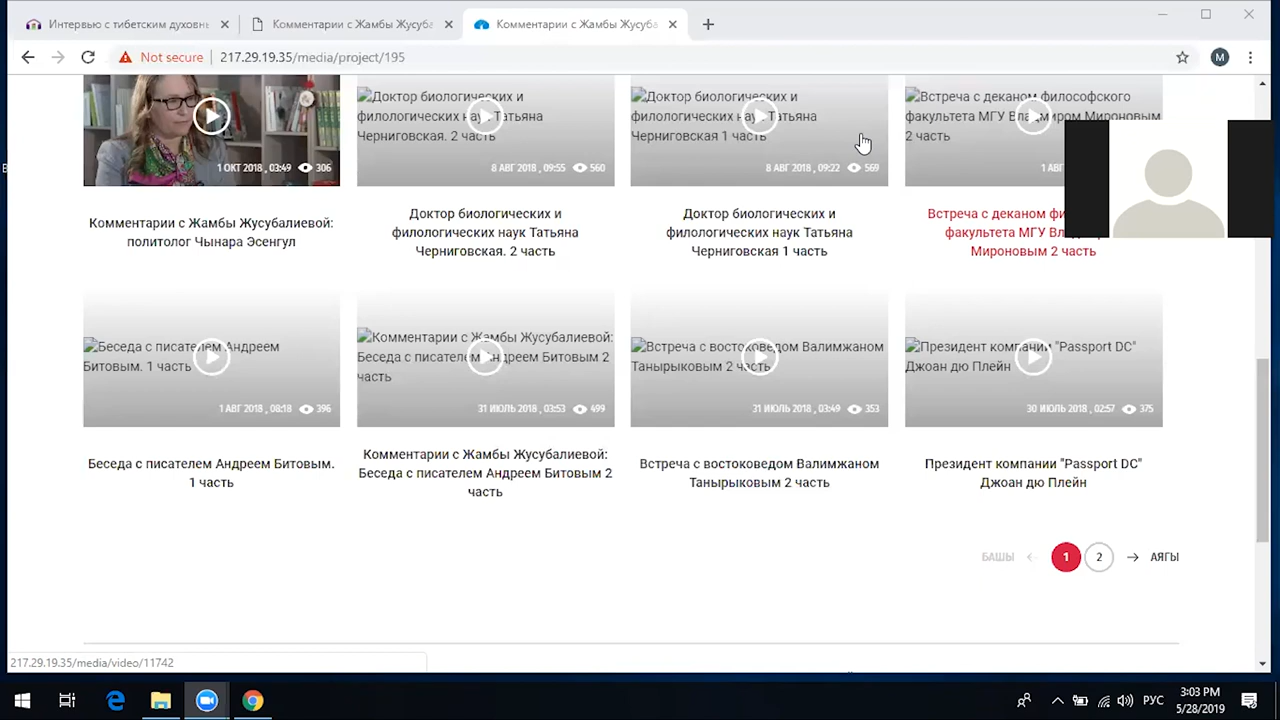 Интервью с тибетским духовнь
Комментарии с Жамбы Жусуба
Комментарии с Жамбы Жусуба
Not secure
217.29.19.35/media/project/195
M
Доктор биологических и
филологических наук Татьяна
Черниговская. 2 часть
Доктор биологических и
филологических наук Татьяна
Черниговская 1 часть
Встреча с деканом философского
факультета МГУ Владимиром Мироновым
2 часть
1 ОКТ 2018 , 03:49 306
8 АВГ 2018 , 09:55 560
8 АВГ 2018 , 09:22 569
1 АВГ
Комментарии с Жамбы Жусубалиевой:
политолог Чынара Эсенгул
Доктор биологических и
филологических наук Татьяна
Черниговская. 2 часть
Доктор биологических и
филологических наук Татьяна
Черниговская 1 часть
Встреча с деканом фи
факультета МГУ Вла
Мироновым 2 часть
Беседа с писателем Андреем
Битовым. 1 часть
Комментарии с Жамбы Жусубалиевой:
Беседа с писателем Андреем Битовым 2
часть
Встреча с востоковедом Валимжаном
Танырыковым 2 часть
Президент компании "Passport DC"
Джоан дю Плейн
1 АВГ 2018 , 08:18 396
31 ИЮЛЬ 2018 , 03:53 499
31 ИЮЛЬ 2018 , 03:49 353
30 ИЮЛЬ 2018 , 02:57 375
Беседа с писателем Андреем Битовым.
1 часть
Комментарии с Жамбы Жусубалиевой:
Беседа с писателем Андреем Битовым 2
часть
Встреча с востоковедом Валимжаном
Танырыковым 2 часть
Президент компании "Passport DC"
Джоан дю Плейн
БАШЫ ← 1 2 → АЯГЫ
217.29.19.35/media/video/11742
РУС
3:03 PM
5/28/2019